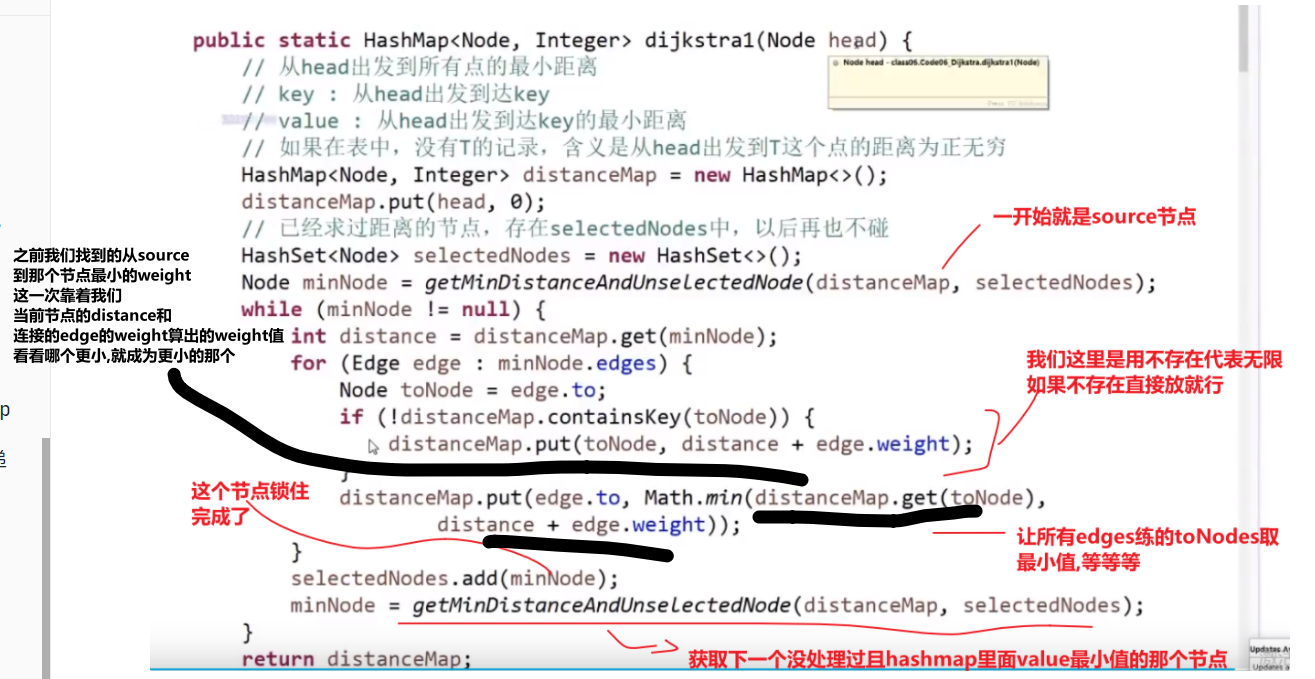 public static HashMap<Node, Integer> dijkstra1(Node head) {
Node head - class06.Code06_Dijkstra.dijkstra1(Node)
// 从head出发到所有点的最小距离
// key : 从head出发到达key
// value : 从head出发到达key的最小距离
// 如果在表中，没有T的记录，含义是从head出发到T这个点的距离为正无穷
HashMap<Node, Integer> distanceMap = new HashMap<>();
distanceMap.put(head, 0);
// 已经求过距离的节点，存在selectedNodes中，以后再也不碰
一开始就是source节点
HashSet<Node> selectedNodes = new HashSet<>();
Node minNode = getMinDistanceAndUnselectedNode(distanceMap, selectedNodes);
while (minNode != null) {
之前我们找到的从source
到那个节点最小的weight
这一次靠着我们
当前节点的distance和
连接的edge的weight算出的weight值
看看哪个更小,就成为更小的那个
int distance = distanceMap.get(minNode);
for (Edge edge : minNode.edges) {
Node toNode = edge.to;
if (!distanceMap.containsKey(toNode)) {
distanceMap.put(toNode, distance + edge.weight);
}
我们这里是用不存在代表无限
如果不存在直接放就行
p
distanceMap.put(edge.to, Math.min(distanceMap.get(toNode),
distance + edge.weight));
这个节点锁住
完成了
让所有edges练的toNodes取
最小值,等等等
}
selectedNodes.add(minNode);
minNode = getMinDistanceAndUnselectedNode(distanceMap, selectedNodes);
}
获取下一个没处理过且hashmap里面value最小值的那个节点
return distanceMap;